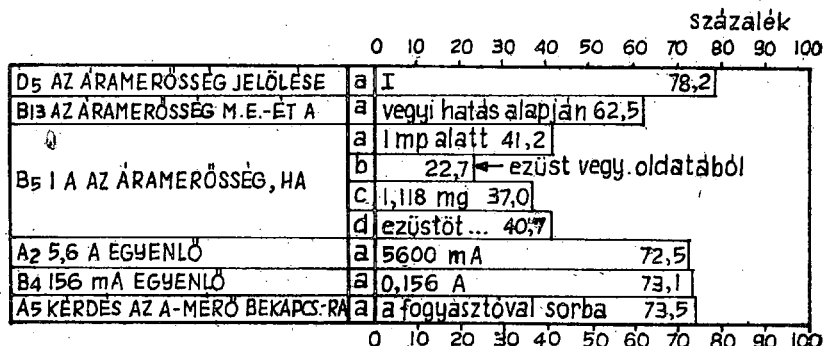 százalék
0 10 20 30 40 50 60 70 80 90 100
D5 AZ ÁRAMERŐSSÉG JELÖLÉSE a I 78,2
B13 AZ ÁRAMERŐSSÉG M.E.-ÉT A a vegyi hatás alapján 62,5
a 1 mp alatt 41,2
b 22,7 ← ezüst vegy. oldatából
B5 1 A AZ ÁRAMERŐSSÉG, HA
c 1,118 mg 37,0
d ezüstöt... 40,7
A2 5,6 A EGYENLŐ a 5600 mA 72,5
B4 156 mA EGYENLŐ a 0,156 A 73,1
A5 KÉRDÉS AZ A-MÉRŐ BEKAPCS.-RA a a fogyasztóval sorba 73,5
0 10 20 30 40 50 60 70 80 90 100